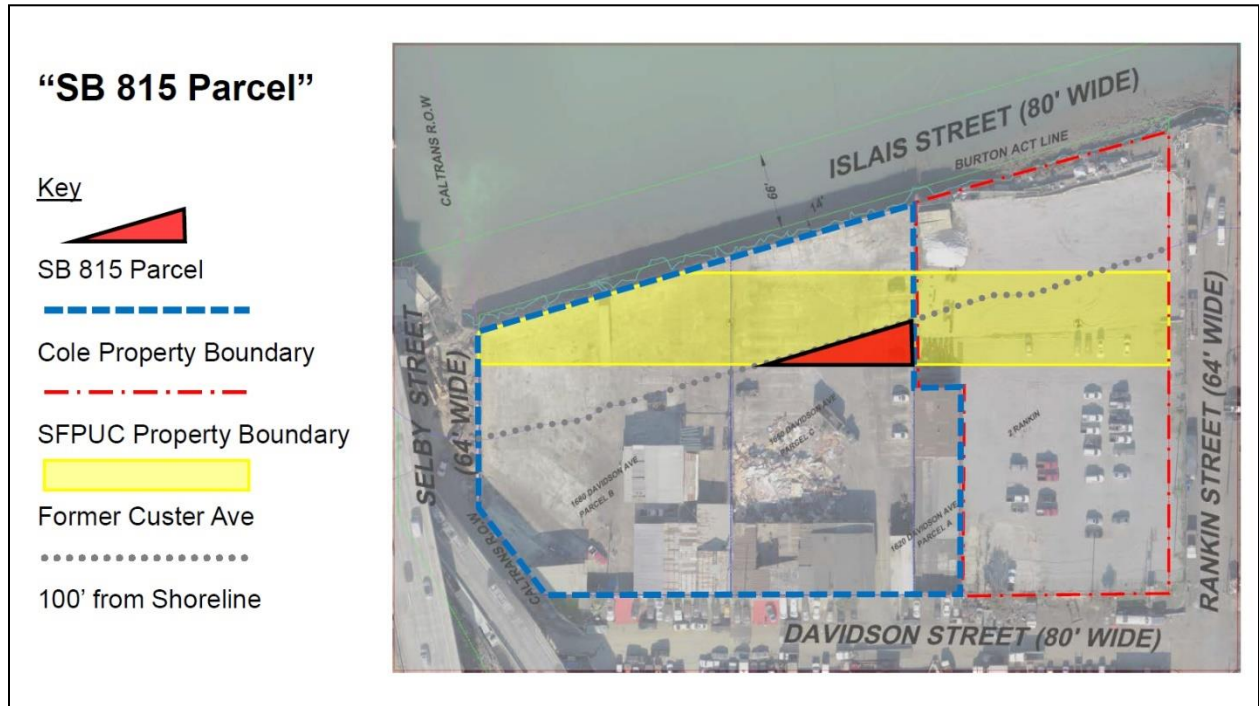 “SB 815 Parcel”
Key
SB 815 Parcel
Cole Property Boundary
SFPUC Property Boundary
Former Custer Ave
100’ from Shoreline
CALTRANS R.O.W
ISLAIS STREET (80' WIDE)
BURTON ACT LINE
66'
14'
SELBY STREET
(64' WIDE)
CALTRANS R.O.W
1680 DAVIDSON AVE
PARCEL B
DAVIDSON AVE
PARCEL C
1620 DAVIDSON AVE
PARCEL A
2 RANKIN
RANKIN STREET (64' WIDE)
DAVIDSON STREET (80' WIDE)